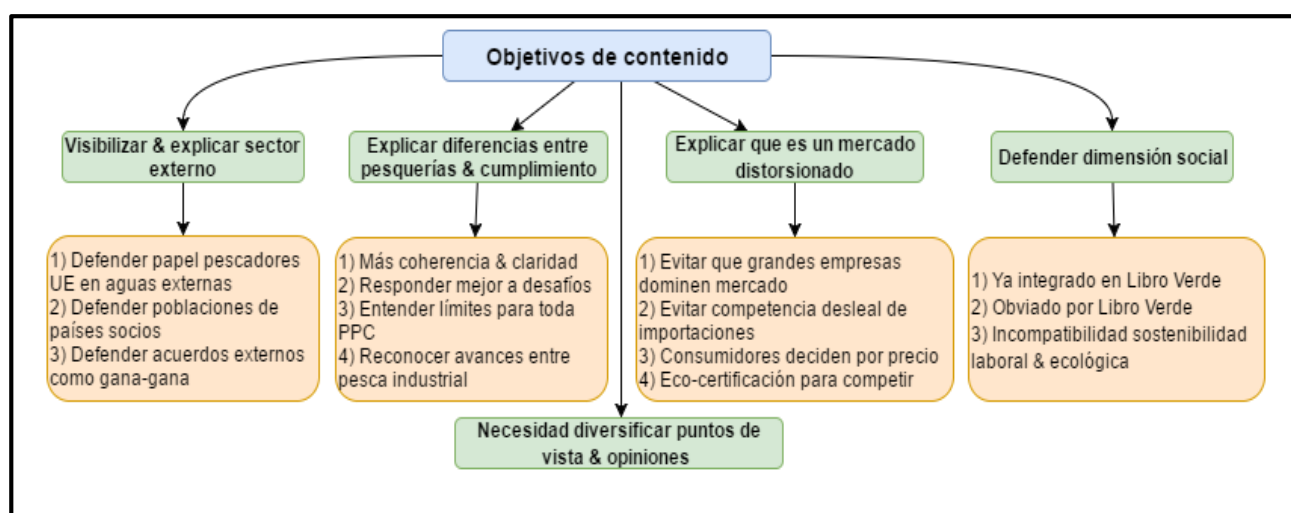 Objetivos de contenido
Visibilizar & explicar sector
externo
Explicar diferencias entre
pesquerías & cumplimiento
Explicar que es un mercado
distorsionado
Defender dimensión social
1) Defender papel pescadores
UE en aguas externas
2) Defender poblaciones de
países socios
3) Defender acuerdos externos
como gana-gana
1) Más coherencia & claridad
2) Responder mejor a desafíos
3) Entender límites para toda
PPC
4) Reconocer avances entre
pesca industrial
1) Evitar que grandes empresas
dominen mercado
2) Evitar competencia desleal de
importaciones
3) Consumidores deciden por precio
4) Eco-certificación para competir
1) Ya integrado en Libro Verde
2) Obviado por Libro Verde
3) Incompatibilidad sostenibilidad
laboral & ecológica
Necesidad diversificar puntos de
vista & opiniones